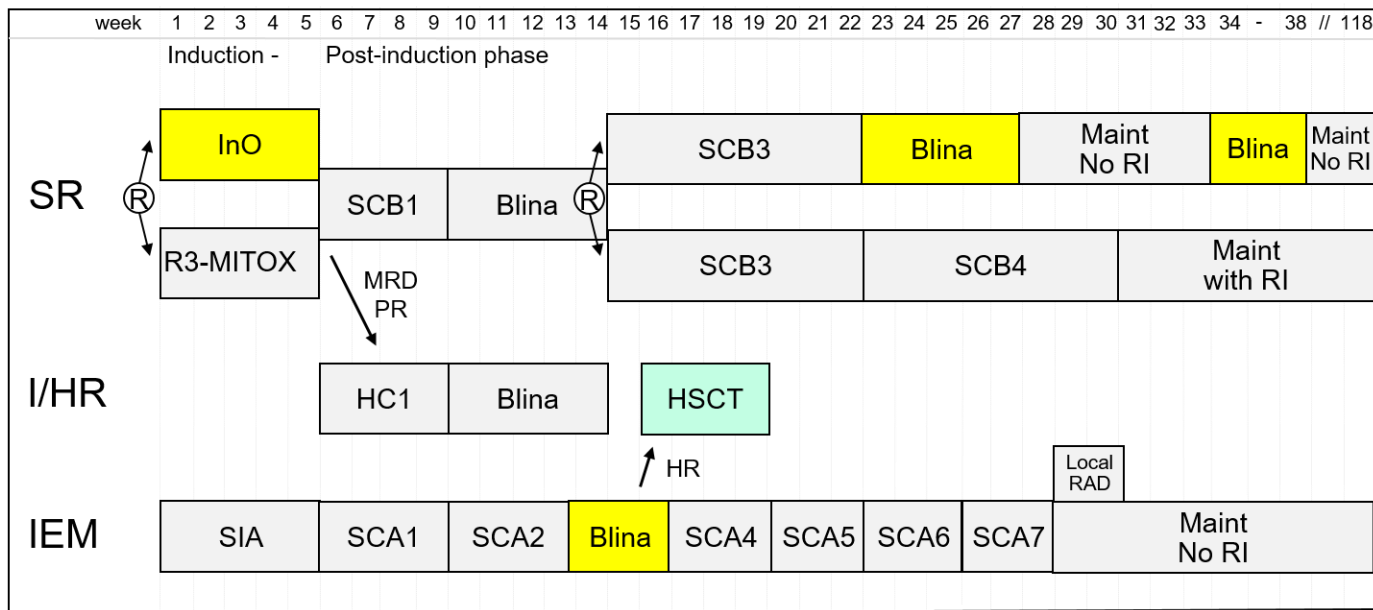 week 1 2 3 4 5 6 7 8 9 10 11 12 13 14 15 16 17 18 19 20 21 22 23 24 25 26 27 28 29 30 31 32 33 34 - 38 // 118
Induction - Post-induction phase
SR
R
InO
R3-MITOX
SCB1
Blina
R
SCB3
Blina
Maint
No RI
Blina
Maint
No RI
SCB3
SCB4
Maint
with RI
MRD
PR
I/HR
HC1
Blina
HSCT
HR
Local
RAD
IEM
SIA
SCA1
SCA2
Blina
SCA4
SCA5
SCA6
SCA7
Maint
No RI